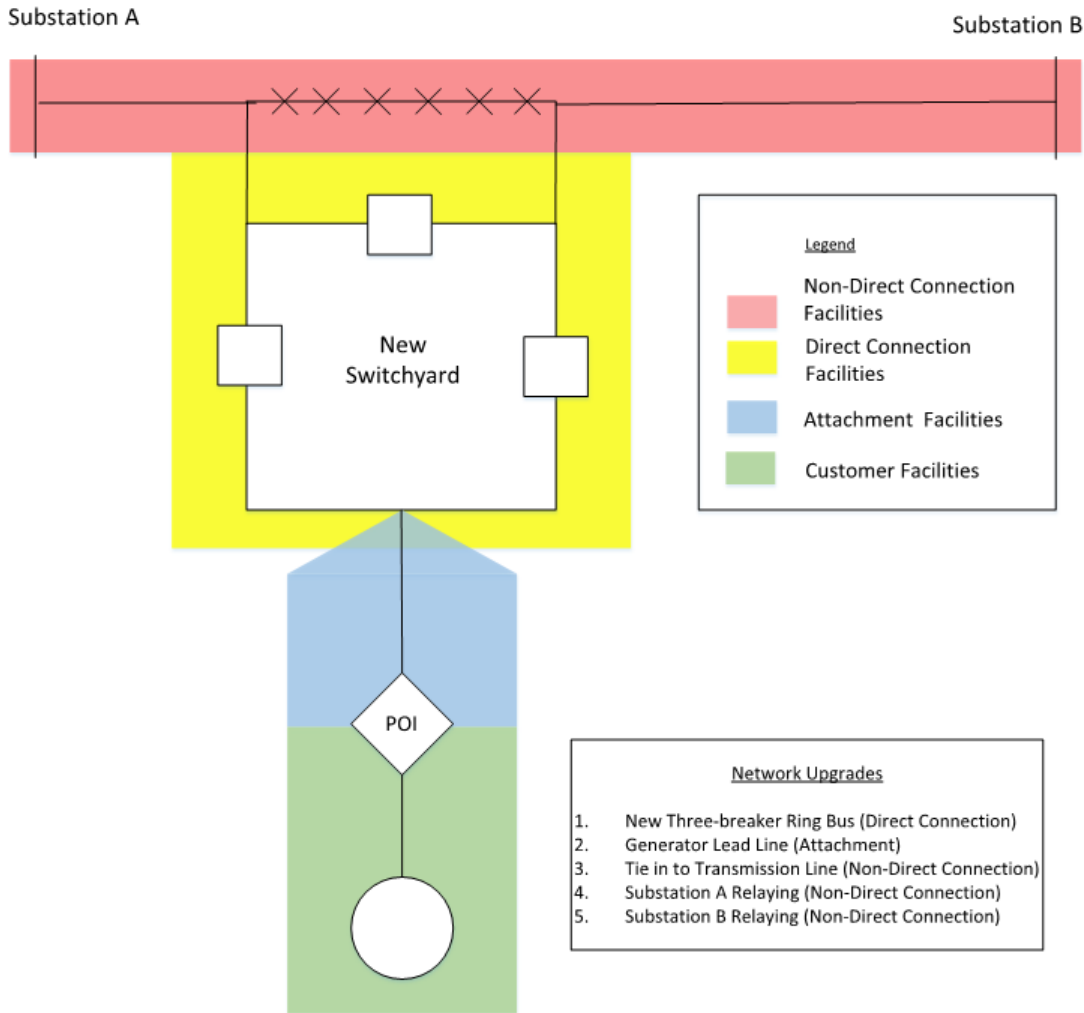 Substation A
Substation B
Legend
Non-Direct Connection
Facilities
Direct Connection
Facilities
Attachment  Facilities
Customer Facilities
New
Switchyard
POI
Network Upgrades
1. New Three-breaker Ring Bus (Direct Connection)
2. Generator Lead Line (Attachment)
3. Tie in to Transmission Line (Non-Direct Connection)
4. Substation A Relaying (Non-Direct Connection)
5. Substation B Relaying (Non-Direct Connection)